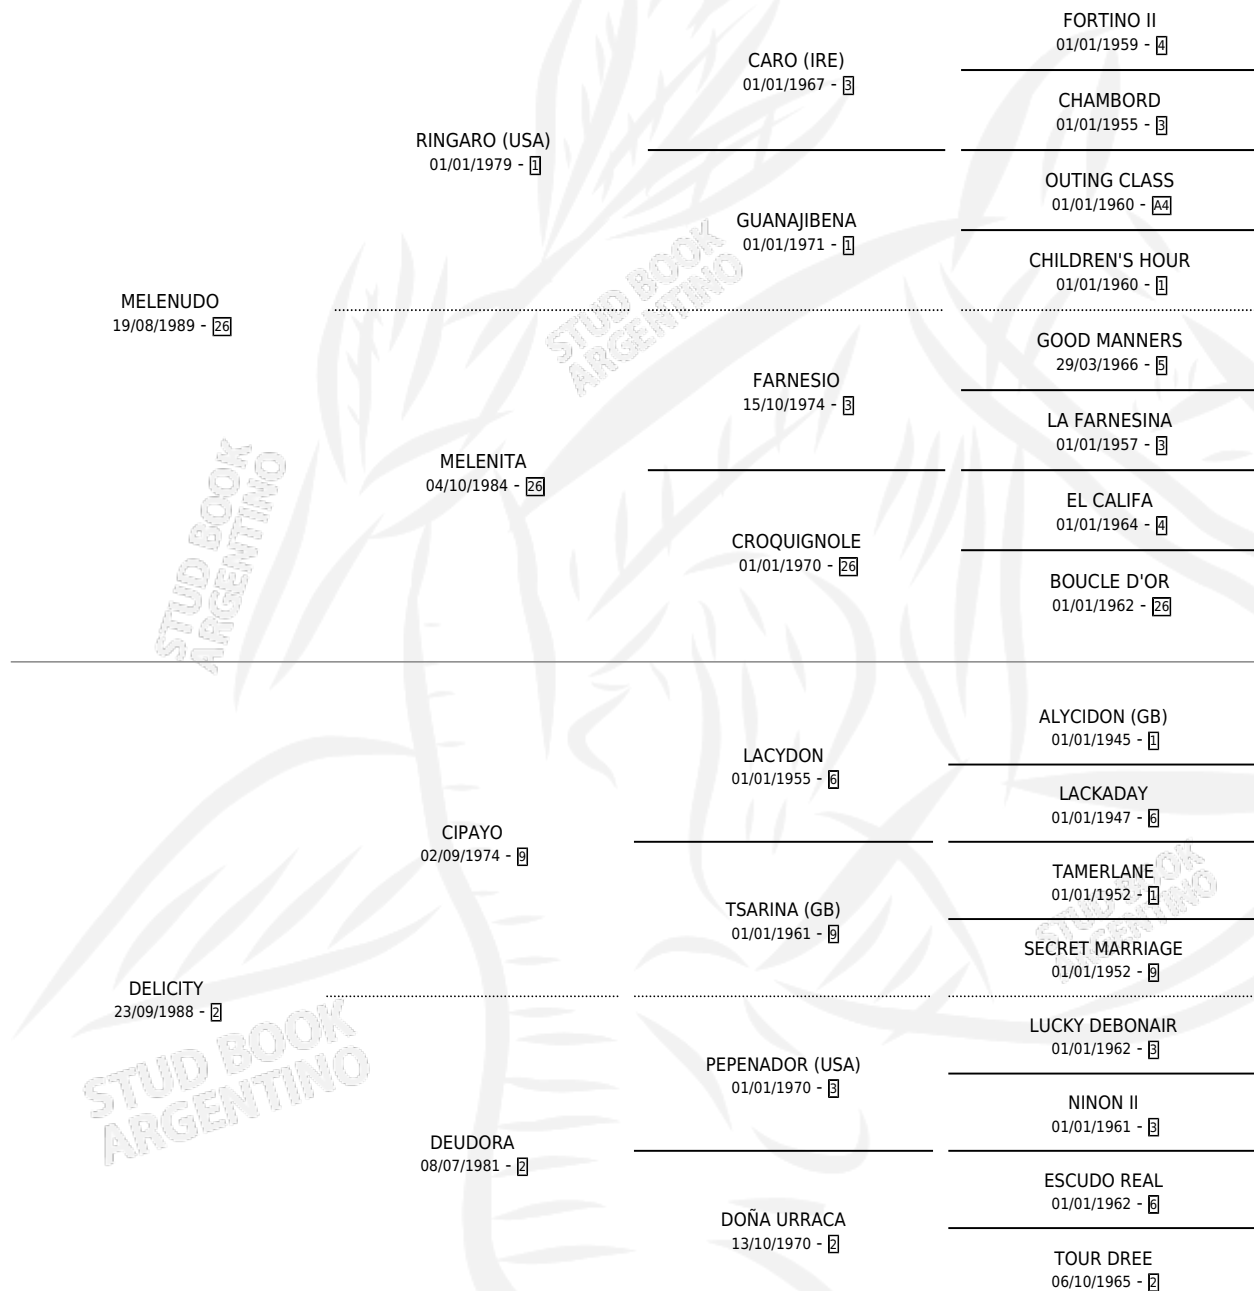 FORTINO II
01/01/1959 - 4
CARO (IRE)
01/01/1967 - 3
CHAMBORD
01/01/1955 - 3
RINGARO (USA)
01/01/1979 - 1
OUTING CLASS
01/01/1960 - A4
GUANAJIBENA
01/01/1971 - 1
CHILDREN'S HOUR
01/01/1960 - 1
MELENUDO
19/08/1989 - 26
GOOD MANNERS
29/03/1966 - 5
FARNESIO
15/10/1974 - 3
LA FARNESINA
01/01/1957 - 3
MELENITA
04/10/1984 - 26
EL CALIFA
01/01/1964 - 4
CROQUIGNOLE
01/01/1970 - 26
BOUCLE D'OR
01/01/1962 - 26
STUD BOOK
ARGENTINO
STUD BOOK
ARGENTINO
ALYCIDON (GB)
01/01/1945 - 1
LACYDON
01/01/1955 - 6
LACKADAY
01/01/1947 - 6
CIPAYO
02/09/1974 - 9
TAMERLANE
01/01/1952 - 1
TSARINA (GB)
01/01/1961 - 9
SECRET MARRIAGE
01/01/1952 - 9
STUD BOOK
ARGENTINO
DELICITY
23/09/1988 - 2
LUCKY DEBONAIR
01/01/1962 - 3
PEPENADOR (USA)
01/01/1970 - 3
NINON II
01/01/1961 - 3
STUD BOOK
ARGENTINO
DEUDORA
08/07/1981 - 2
ESCUDO REAL
01/01/1962 - 6
DOÑA URRACA
13/10/1970 - 2
TOUR DREE
06/10/1965 - 2